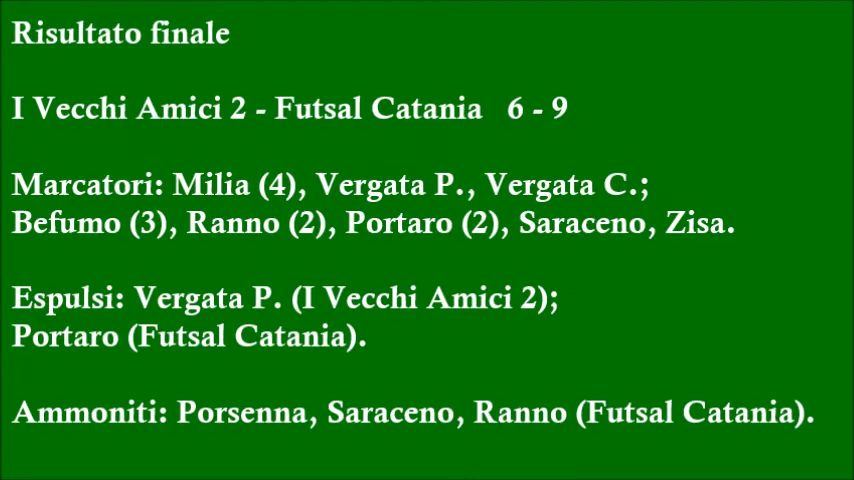 Risultato finale
I Vecchi Amici 2 - Futsal Catania 6 - 9
Marcatori: Milia (4), Vergata P., Vergata C.;
Befumo (3), Ranno (2), Portaro (2), Saraceno, Zisa.
Espulsi: Vergata P. (I Vecchi Amici 2);
Portaro (Futsal Catania).
Ammoniti: Porsenna, Saraceno, Ranno (Futsal Catania).